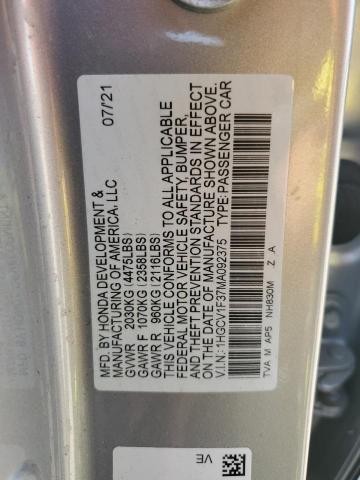 MFD. BY HONDA DEVELOPMENT & 07/21
MANUFACTURING OF AMERICA, LLC
GVWR 2030KG (4475LBS)
GAWR F 1070KG (2358LBS)
GAWR R 960KG (2116LBS)
THIS VEHICLE CONFORMS TO ALL APPLICABLE
FEDERAL MOTOR VEHICLE SAFETY, BUMPER,
AND THEFT PREVENTION STANDARDS IN EFFECT
ON THE DATE OF MANUFACTURE SHOWN ABOVE.
V.I.N.: 1HGCV1F37MA092375 TYPE:PASSENGER CAR
TVA M AP5 NH830M Z A
VE